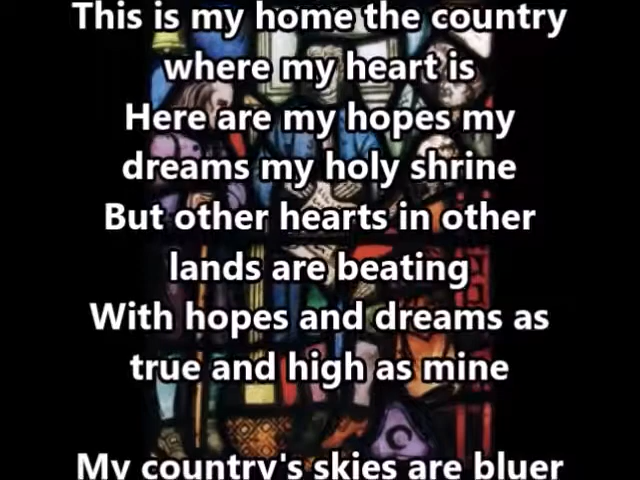 This is my home the country
where my heart is
Here are my hopes my
dreams my holy shrine
But other hearts in other
lands are beating
With hopes and dreams as
true and high as mine
My country's skies are bluer